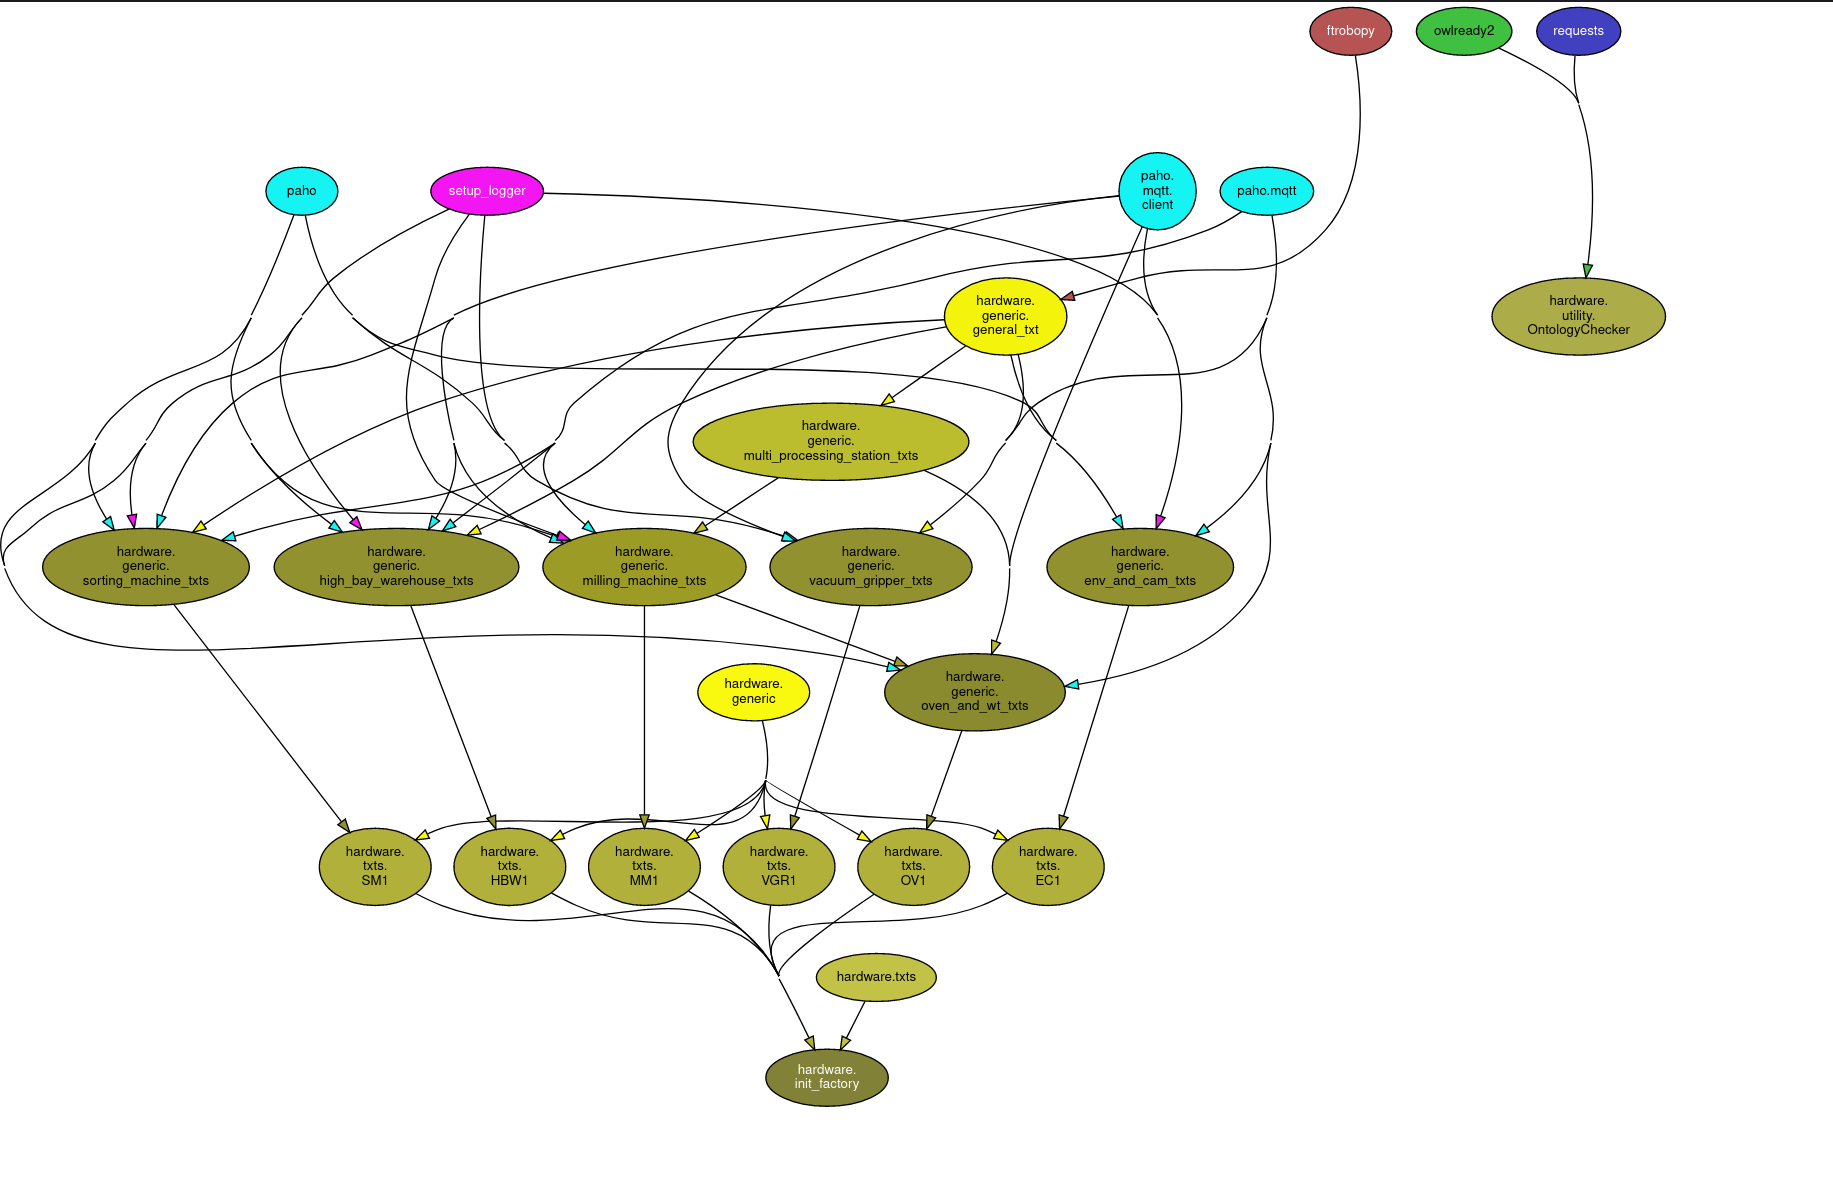 ftrobopy
owlready2
requests
paho
setup_logger
paho.
mqtt.
client
paho.mqtt
hardware.
generic.
general_txt
hardware.
utility.
OntologyChecker
hardware.
generic.
multi_processing_station_txts
hardware.
generic.
sorting_machine_txts
hardware.
generic.
high_bay_warehouse_txts
hardware.
generic.
milling_machine_txts
hardware.
generic.
vacuum_gripper_txts
hardware.
generic.
env_and_cam_txts
hardware.
generic
hardware.
generic.
oven_and_wt_txts
hardware.
txts.
SM1
hardware.
txts.
HBW1
hardware.
txts.
MM1
hardware.
txts.
VGR1
hardware.
txts.
OV1
hardware.
txts.
EC1
hardware.txts
hardware.
init_factory